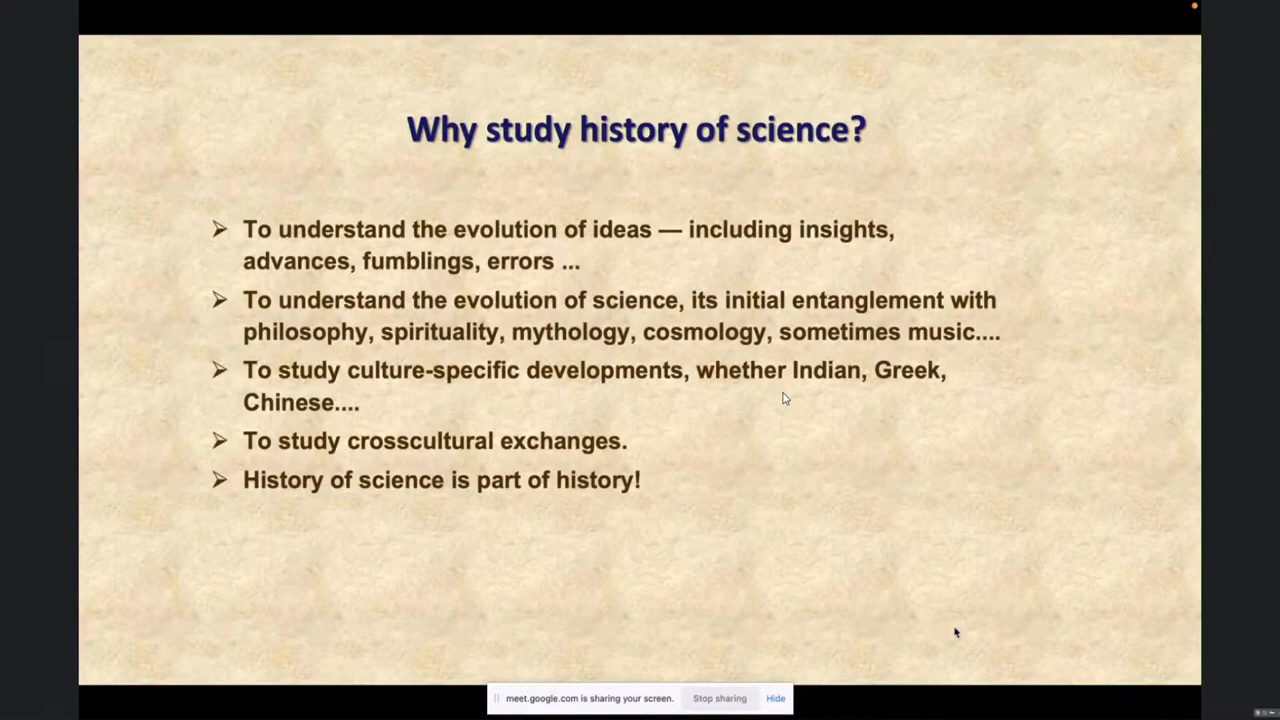 Why study history of science?
To understand the evolution of ideas — including insights,
advances, fumblings, errors ...
To understand the evolution of science, its initial entanglement with
philosophy, spirituality, mythology, cosmology, sometimes music....
To study culture-specific developments, whether Indian, Greek,
Chinese....
To study crosscultural exchanges.
History of science is part of history!
meet.google.com is sharing your screen. Stop sharing Hide